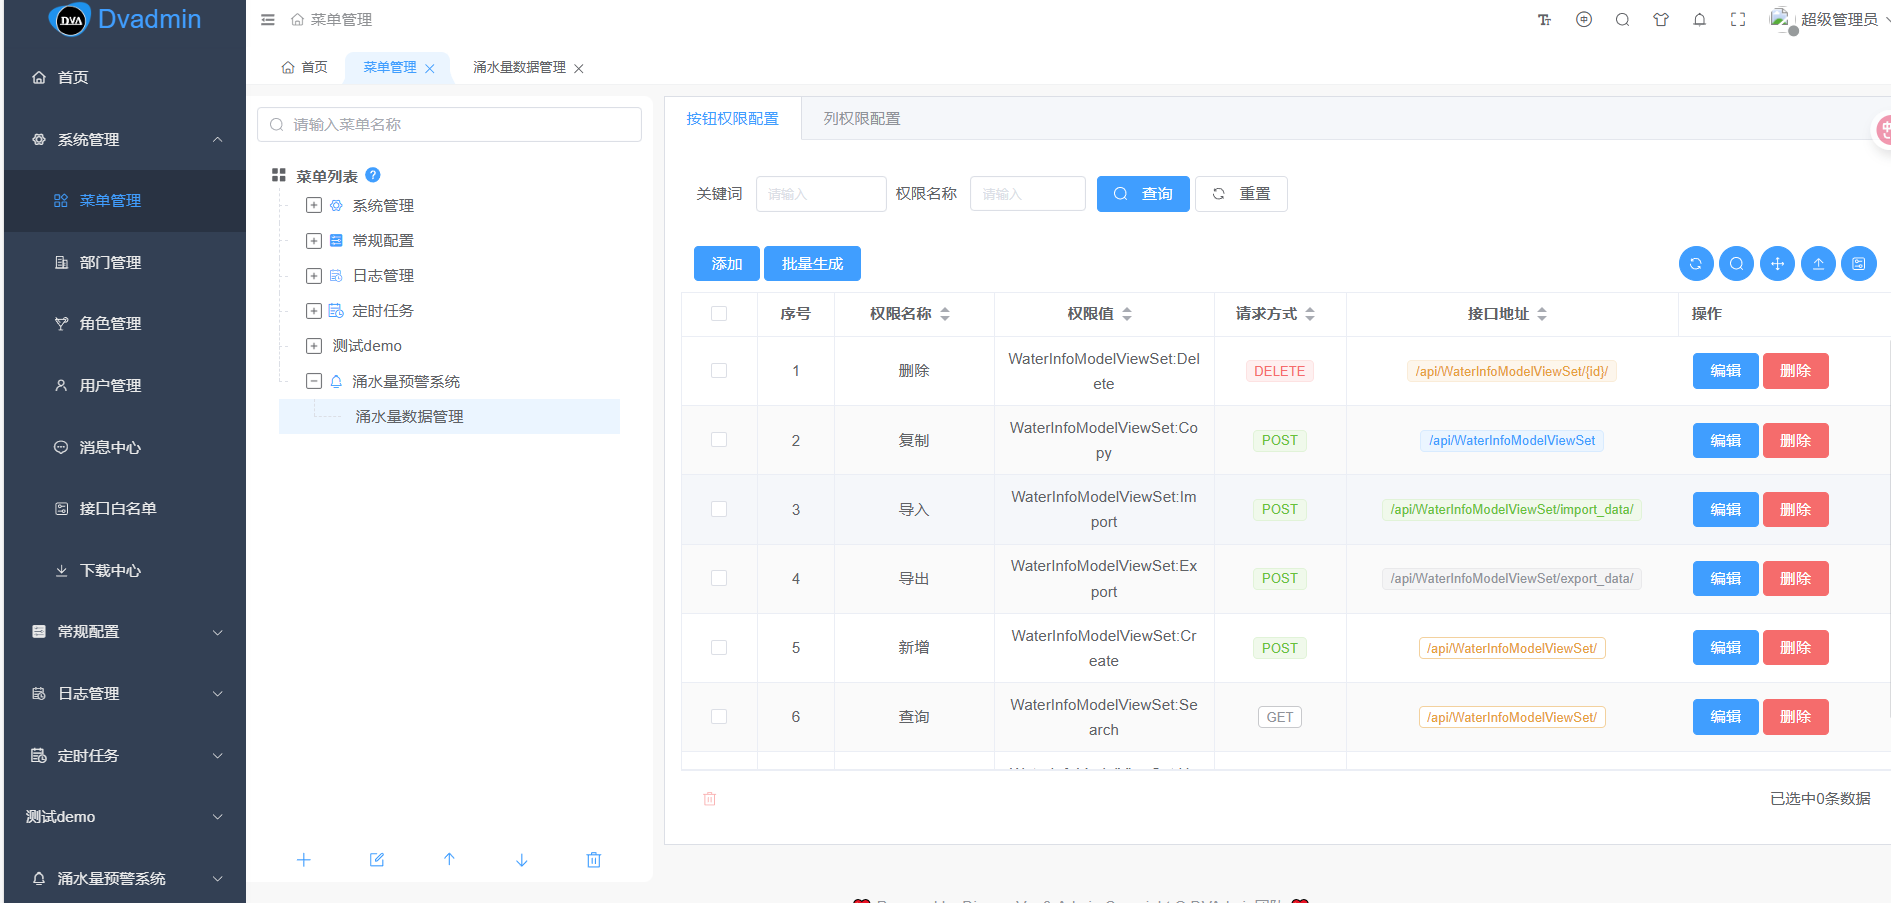 DVA Dvadmin
首页
系统管理
菜单管理
部门管理
角色管理
用户管理
消息中心
接口白名单
下载中心
常规配置
日志管理
定时任务
测试demo
涌水量预警系统
菜单管理
超级管理员
首页 菜单管理 涌水量数据管理
请输入菜单名称
菜单列表 ?
系统管理
常规配置
日志管理
定时任务
测试demo
涌水量预警系统
涌水量数据管理
按钮权限配置 列权限配置
关键词 请输入 权限名称 请输入 查询 重置
添加 批量生成
序号 权限名称 权限值 请求方式 接口地址 操作
1 删除 WaterInfoModelViewSet:Del
ete DELETE /api/WaterInfoModelViewSet/{id}/ 编辑 删除
2 复制 WaterInfoModelViewSet:Co
py POST /api/WaterInfoModelViewSet 编辑 删除
3 导入 WaterInfoModelViewSet:Im
port POST /api/WaterInfoModelViewSet/import_data/ 编辑 删除
4 导出 WaterInfoModelViewSet:Ex
port POST /api/WaterInfoModelViewSet/export_data/ 编辑 删除
5 新增 WaterInfoModelViewSet:Cr
eate POST /api/WaterInfoModelViewSet/ 编辑 删除
6 查询 WaterInfoModelViewSet:Se
arch GET /api/WaterInfoModelViewSet/ 编辑 删除
已选中0条数据